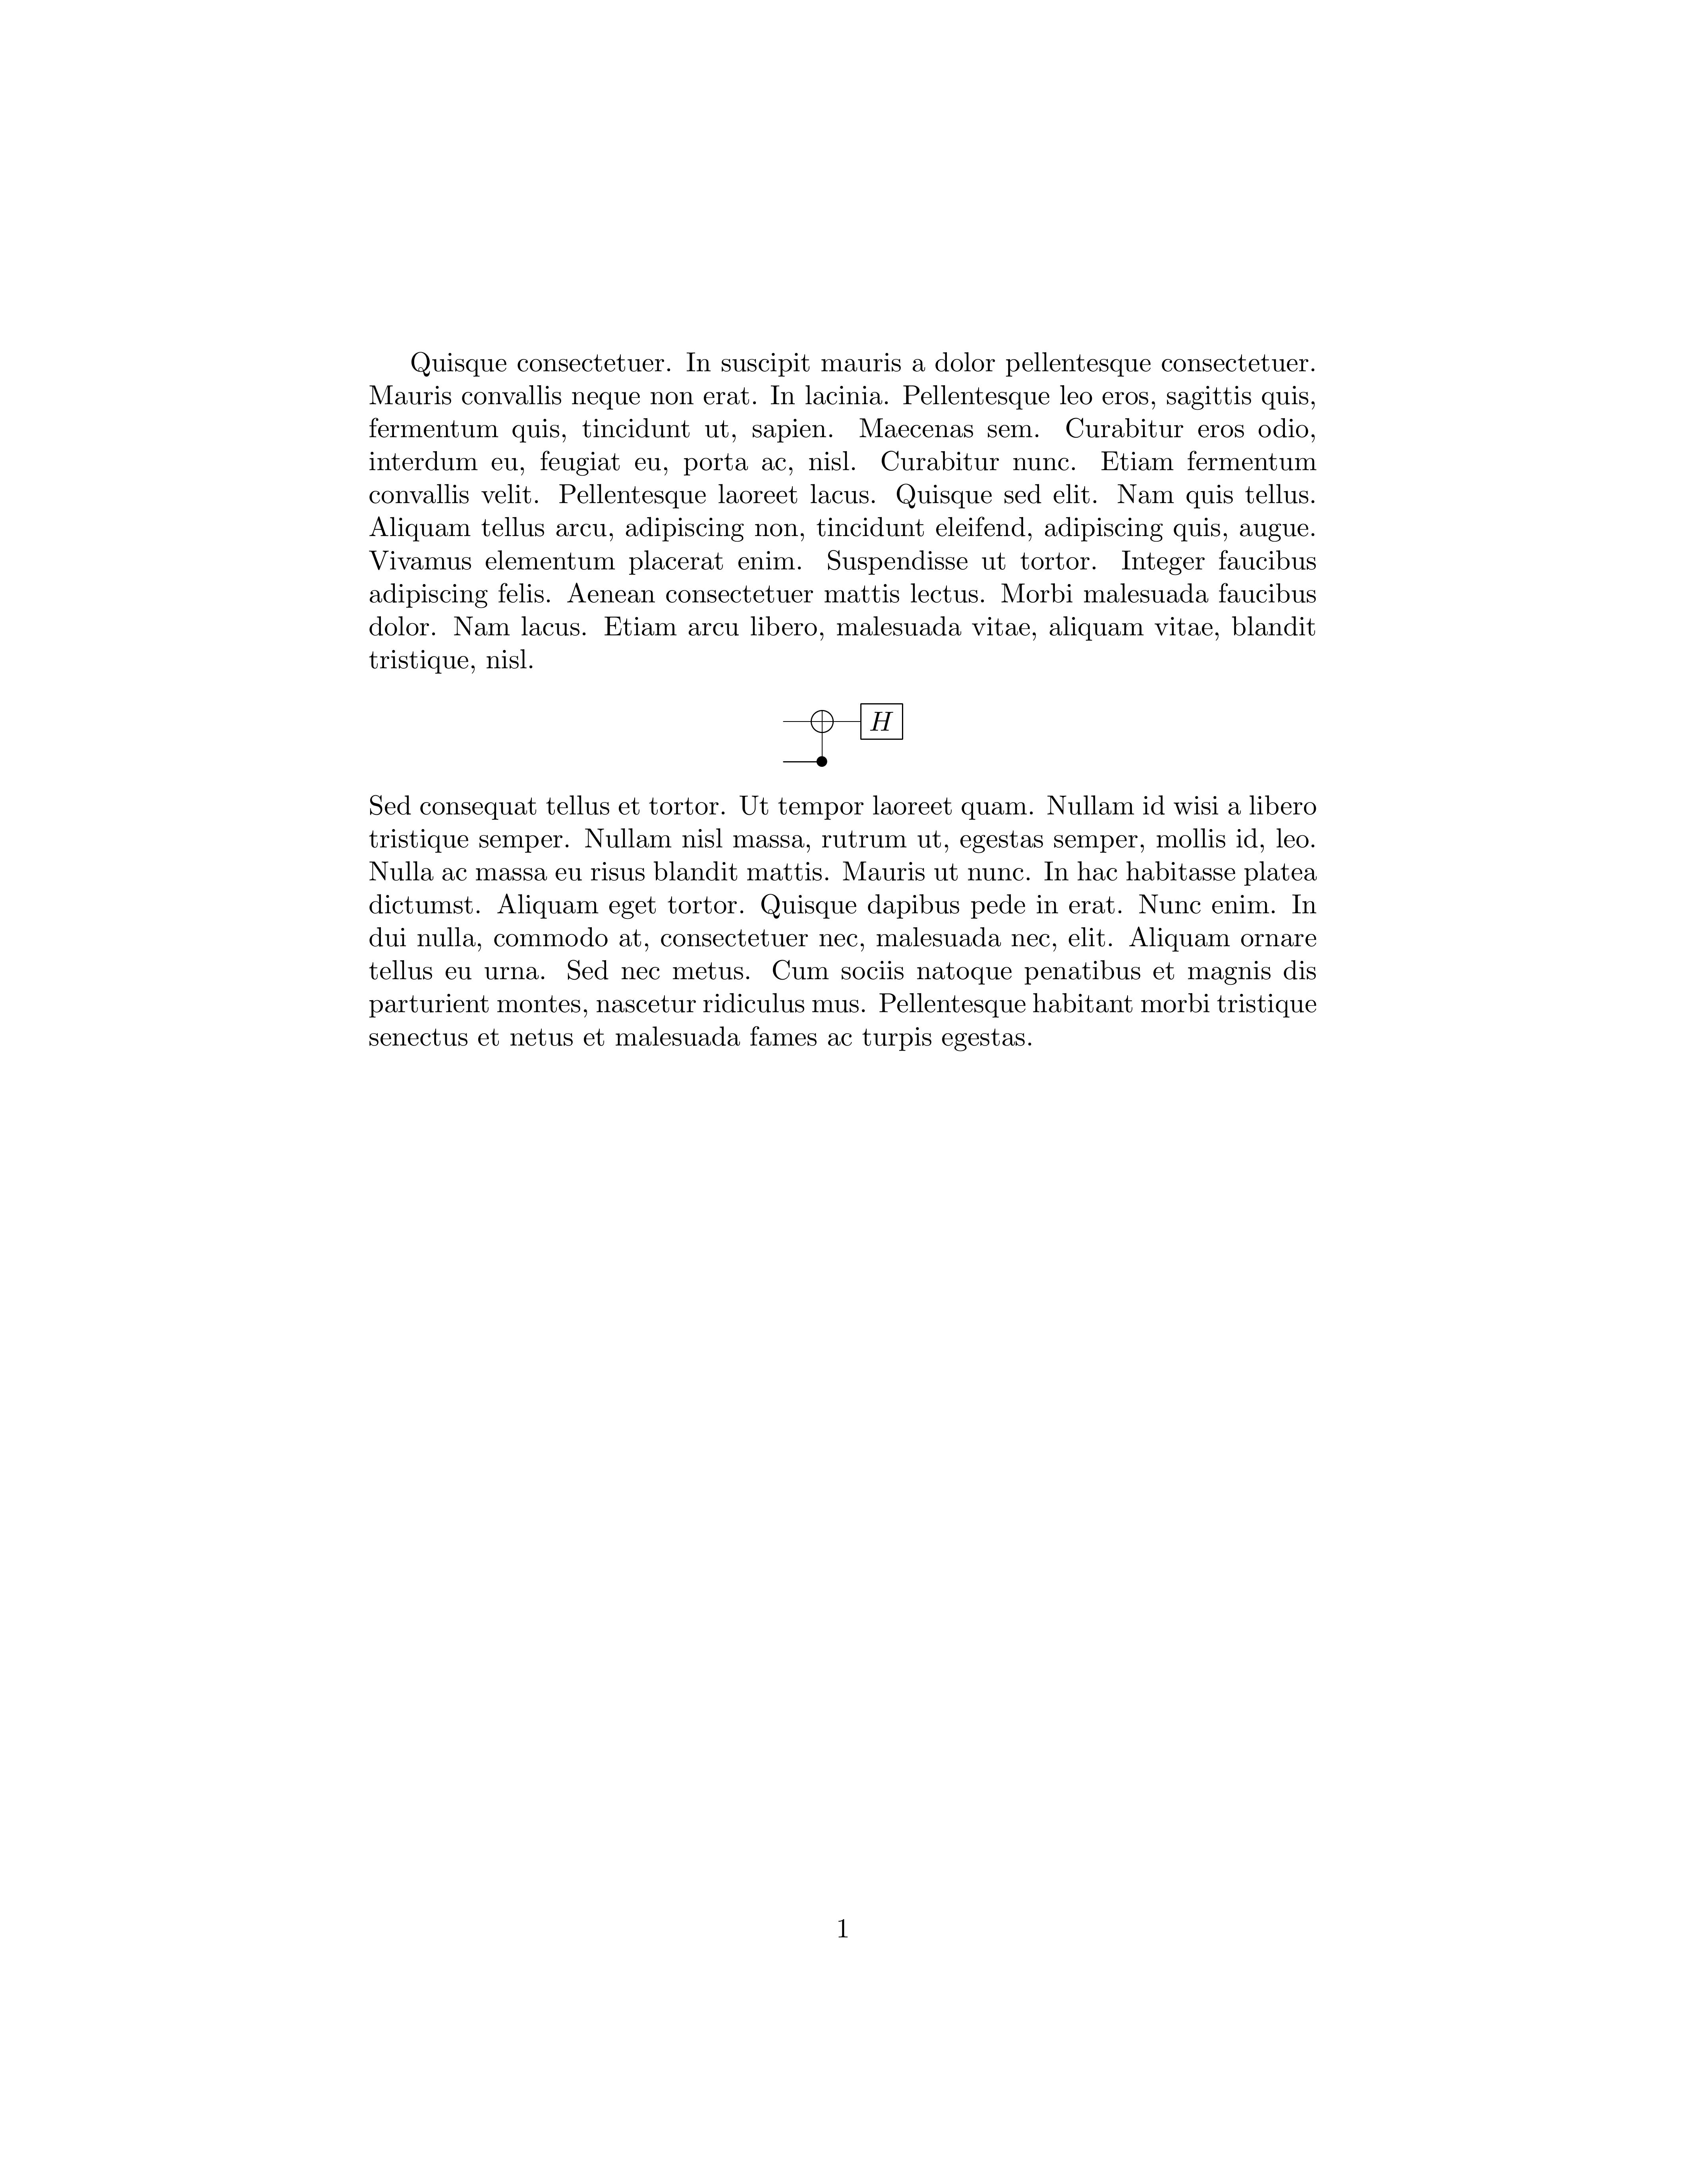 Quisque consectetuer. In suscipit mauris a dolor pellentesque consectetuer.
Mauris convallis neque non erat. In lacinia. Pellentesque leo eros, sagittis quis,
fermentum quis, tincidunt ut, sapien. Maecenas sem. Curabitur eros odio,
interdum eu, feugiat eu, porta ac, nisl. Curabitur nunc. Etiam fermentum
convallis velit. Pellentesque laoreet lacus. Quisque sed elit. Nam quis tellus.
Aliquam tellus arcu, adipiscing non, tincidunt eleifend, adipiscing quis, augue.
Vivamus elementum placerat enim. Suspendisse ut tortor. Integer faucibus
adipiscing felis. Aenean consectetuer mattis lectus. Morbi malesuada faucibus
dolor. Nam lacus. Etiam arcu libero, malesuada vitae, aliquam vitae, blandit
tristique, nisl.
H
Sed consequat tellus et tortor. Ut tempor laoreet quam. Nullam id wisi a libero
tristique semper. Nullam nisl massa, rutrum ut, egestas semper, mollis id, leo.
Nulla ac massa eu risus blandit mattis. Mauris ut nunc. In hac habitasse platea
dictumst. Aliquam eget tortor. Quisque dapibus pede in erat. Nunc enim. In
dui nulla, commodo at, consectetuer nec, malesuada nec, elit. Aliquam ornare
tellus eu urna. Sed nec metus. Cum sociis natoque penatibus et magnis dis
parturient montes, nascetur ridiculus mus. Pellentesque habitant morbi tristique
senectus et netus et malesuada fames ac turpis egestas.
1